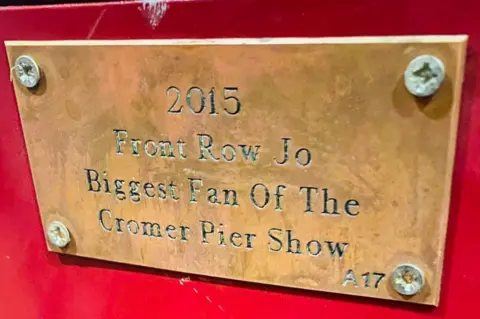 2015
Front Row Jo
Biggest Fan Of The
Cromer Pier Show
A17